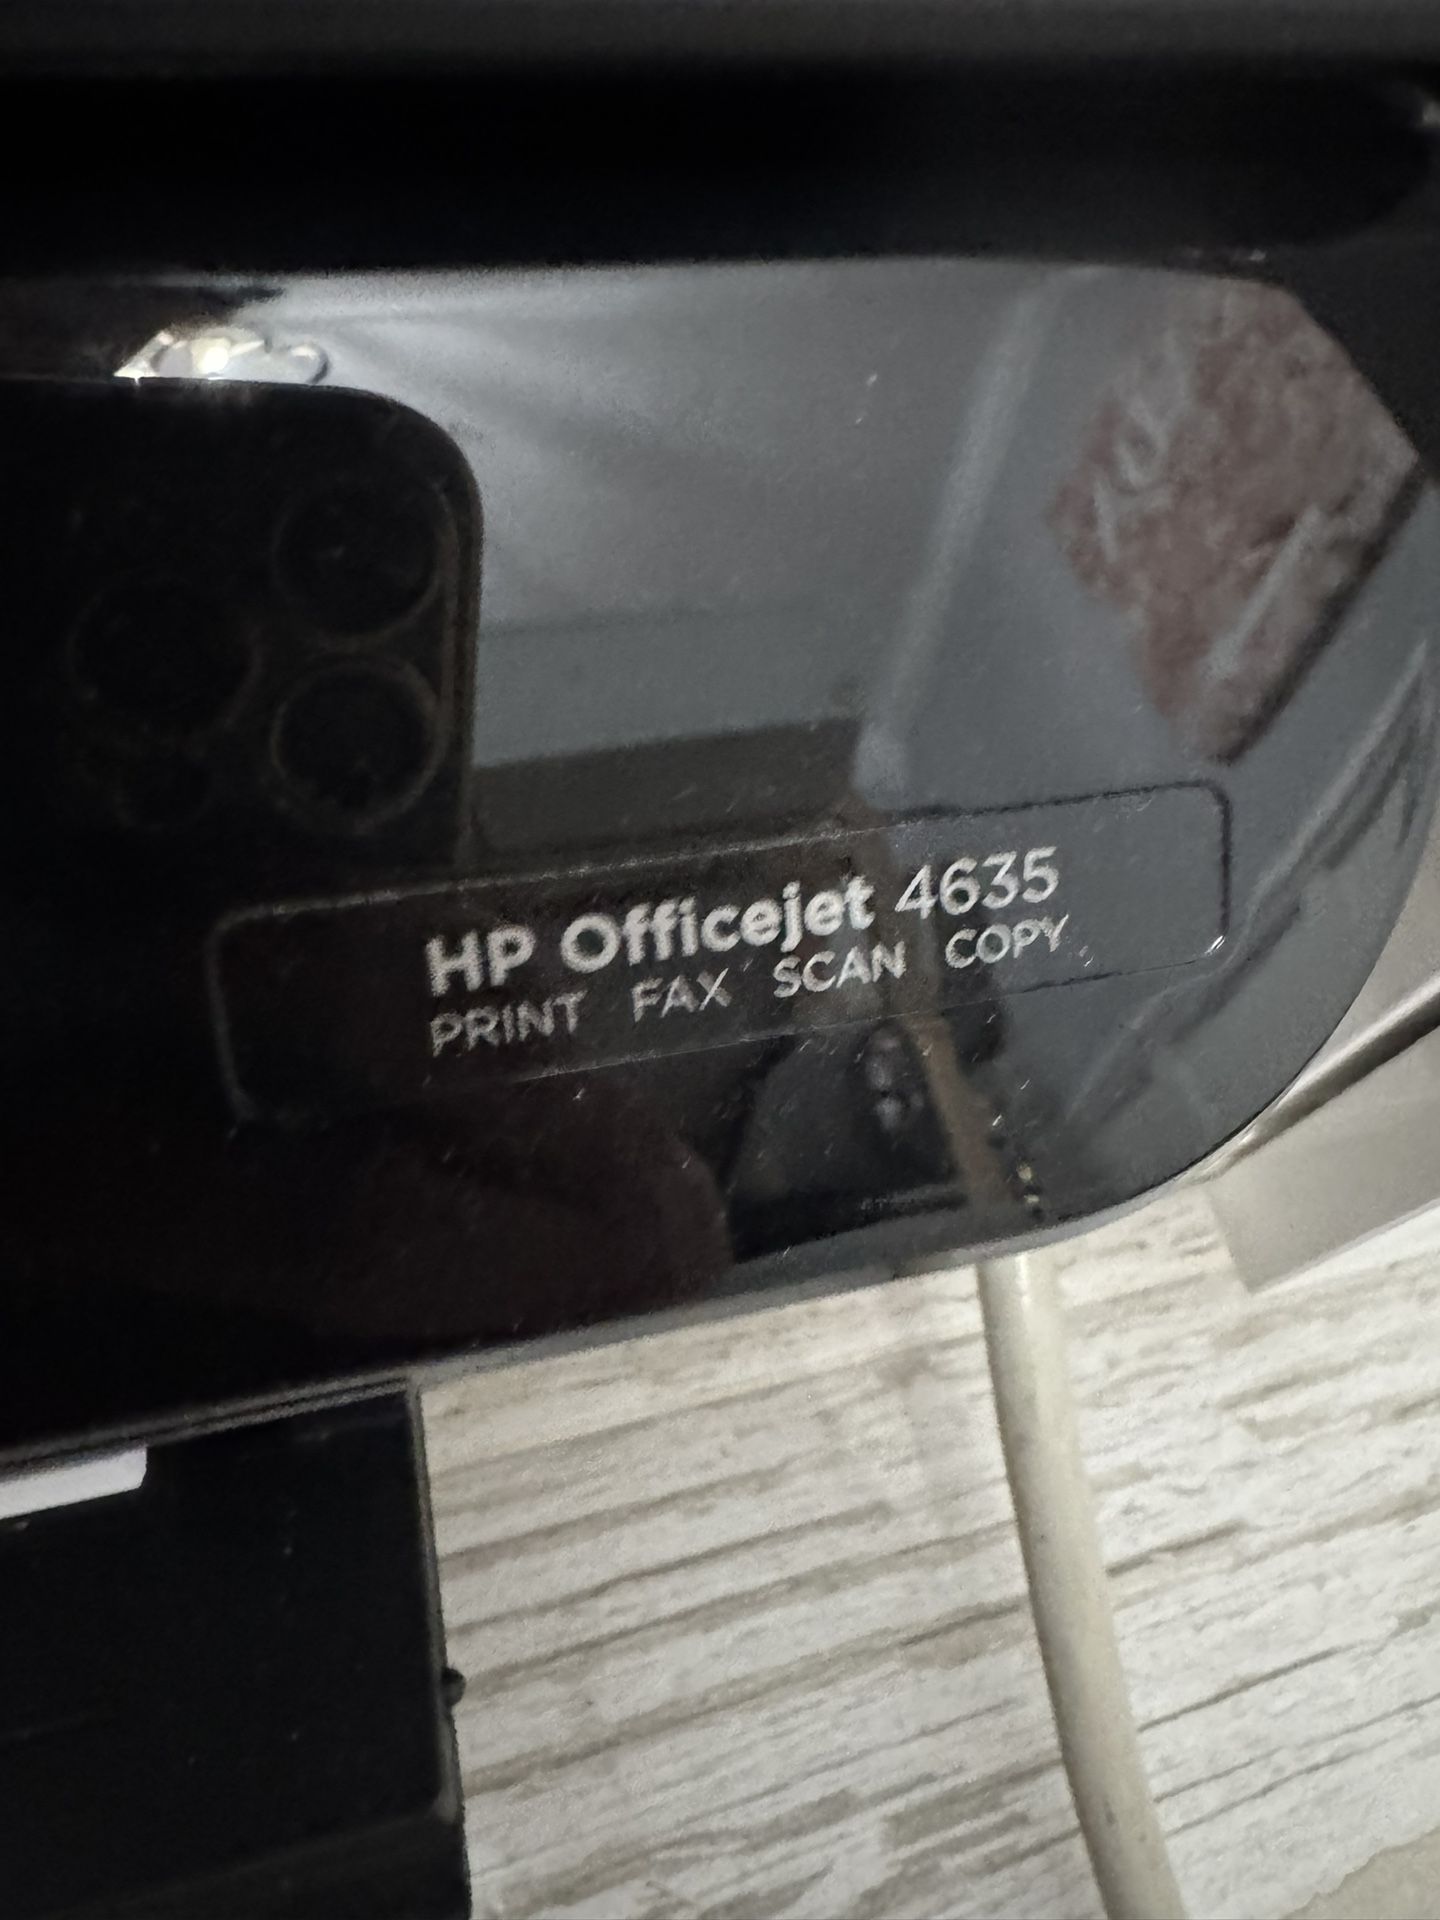 HP Officejet 4635
PRINT FAX SCAN COPY